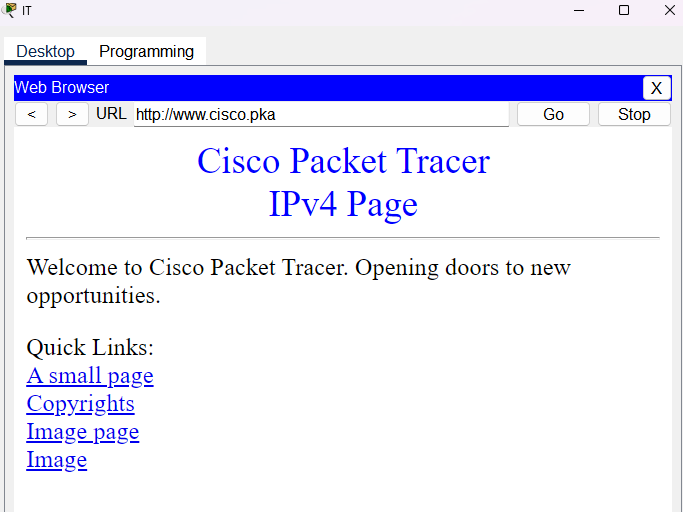 IT
Desktop Programming
Web Browser X
< > URL http://www.cisco.pka Go Stop
Cisco Packet Tracer
IPv4 Page
Welcome to Cisco Packet Tracer. Opening doors to new
opportunities.
Quick Links:
A small page
Copyrights
Image page
Image